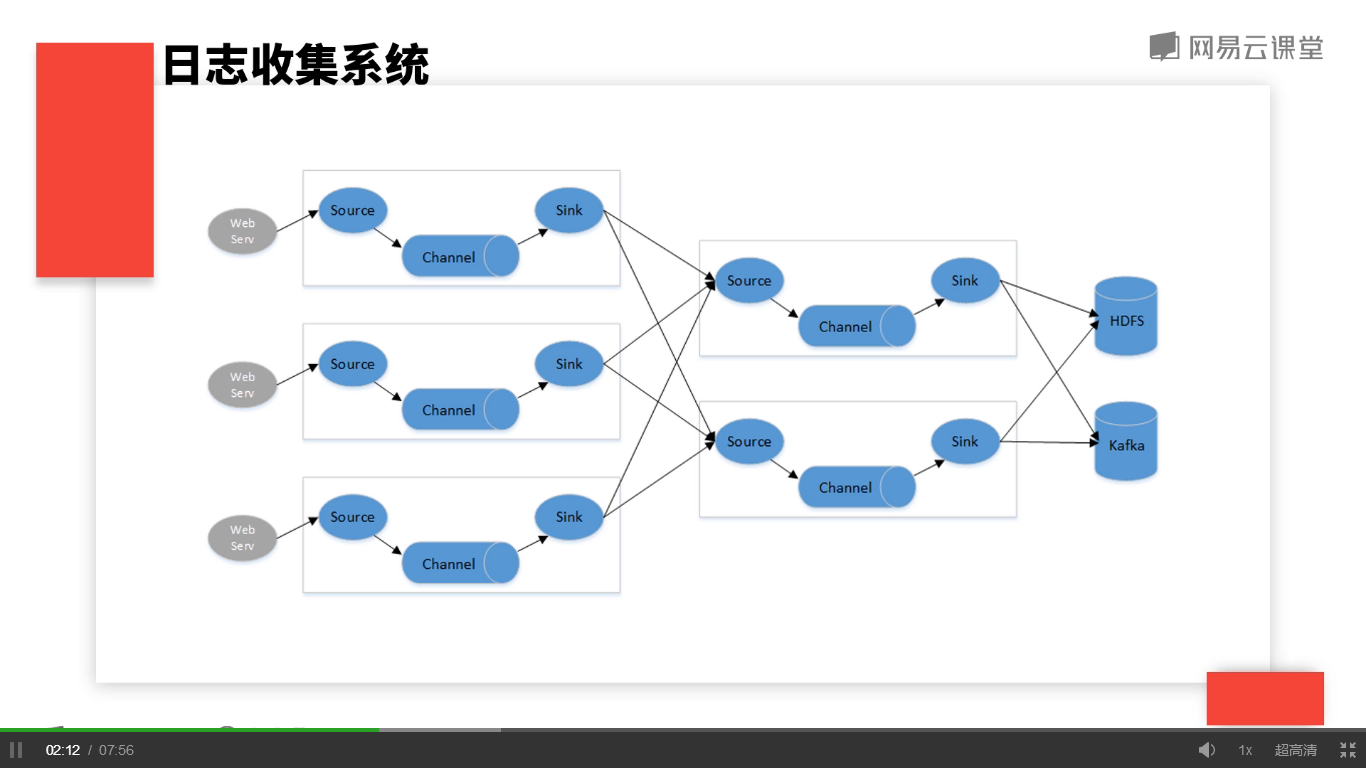 日志收集系统
网易云课堂
Web
Serv
Source
Channel
Sink
Web
Serv
Source
Channel
Sink
Web
Serv
Source
Channel
Sink
Source
Channel
Sink
Source
Channel
Sink
HDFS
Kafka
02:12 / 07:56
1x
超高清